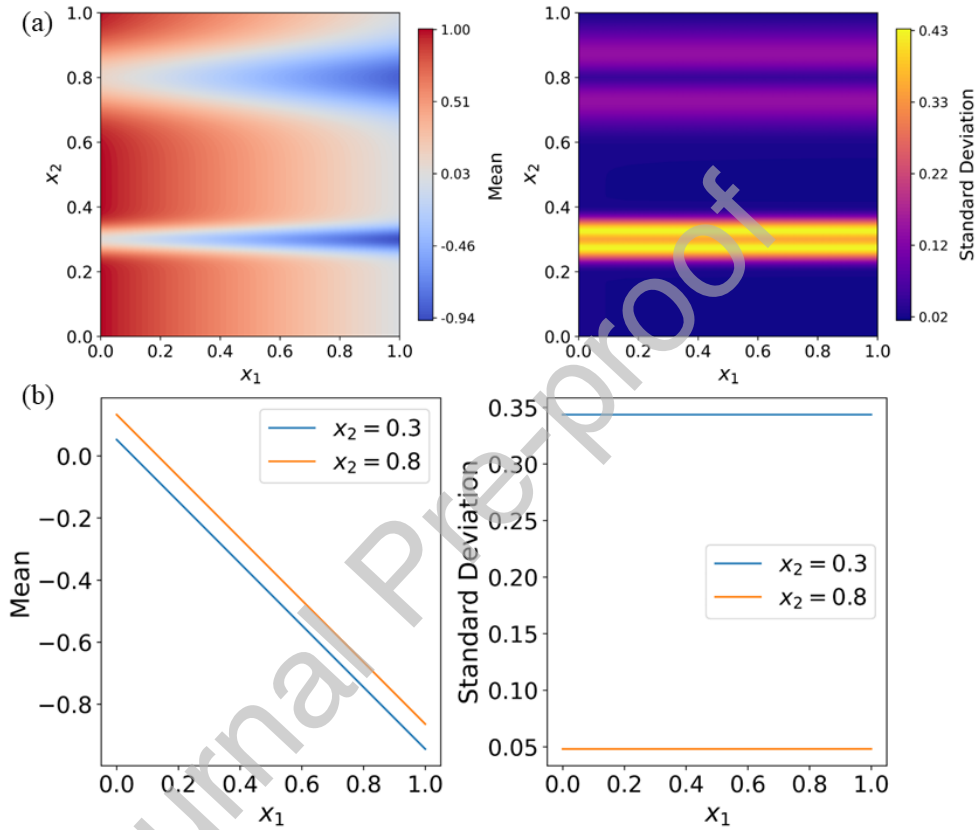 (a)
1.0
0.8
0.6
0.4
0.2
0.0
x₂
0.0 0.2 0.4 0.6 0.8 1.0
x₁
1.00
0.51
0.03
-0.46
-0.94
Mean
1.0
0.8
0.6
0.4
0.2
0.0
x₂
0.0 0.2 0.4 0.6 0.8 1.0
x₁
0.43
0.33
0.22
0.12
0.02
Standard Deviation
(b)
0.0
−0.2
−0.4
−0.6
−0.8
Mean
x₂ = 0.3
x₂ = 0.8
0.0 0.2 0.4 0.6 0.8 1.0
x₁
0.35
0.30
0.25
0.20
0.15
0.10
0.05
Standard Deviation
x₂ = 0.3
x₂ = 0.8
0.0 0.2 0.4 0.6 0.8 1.0
x₁
urnal Pre-proof